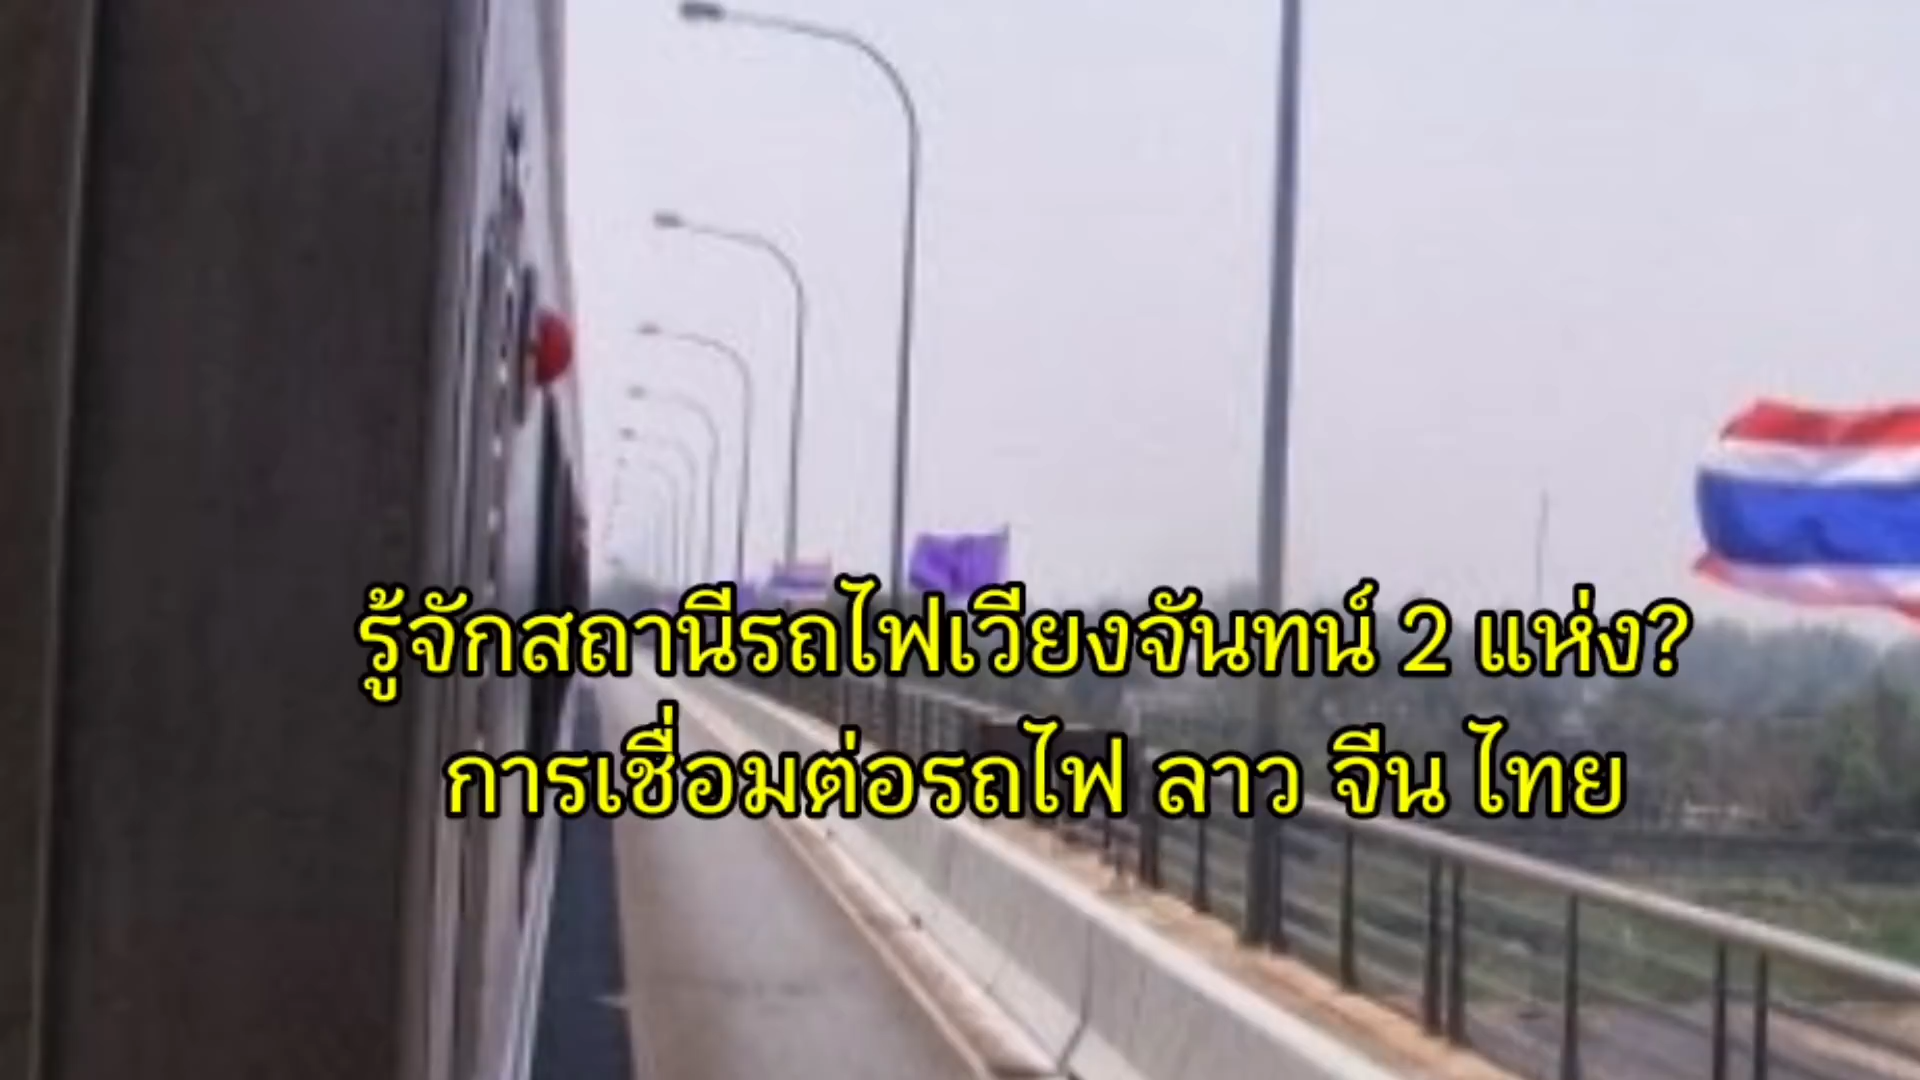 รู้จักสถานีรถไฟเวียงจันทน์ 2 แห่ง?
การเชื่อมต่อรถไฟ ลาว จีน ไทย